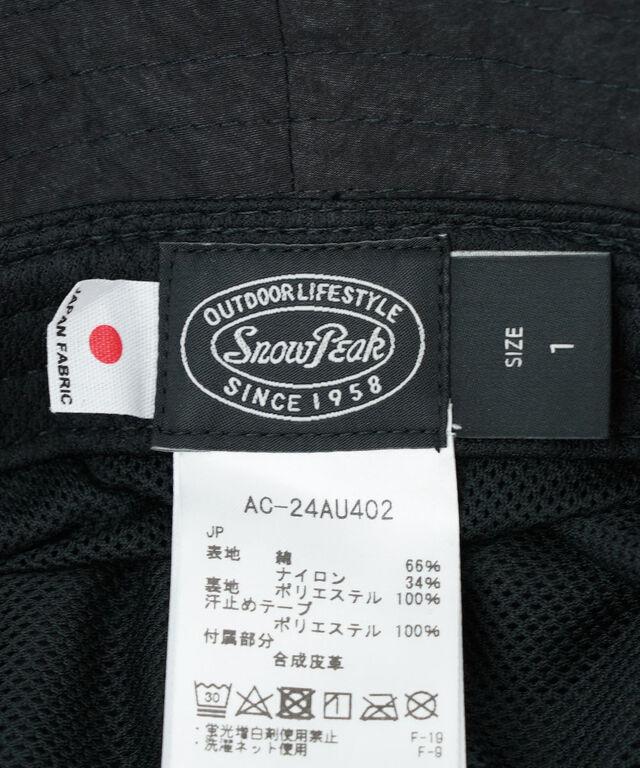 OUTDOOR LIFESTYLE
Snow Peak
SINCE 1958
JAPAN FABRIC
SIZE 1
AC-24AU402
JP
表地 綿 66%
ナイロン 34%
裏地 ポリエステル 100%
汗止めテープ
ポリエステル 100%
付属部分
合成皮革
30
・蛍光増白剤使用禁止 F-19
・洗濯ネット使用 F-9